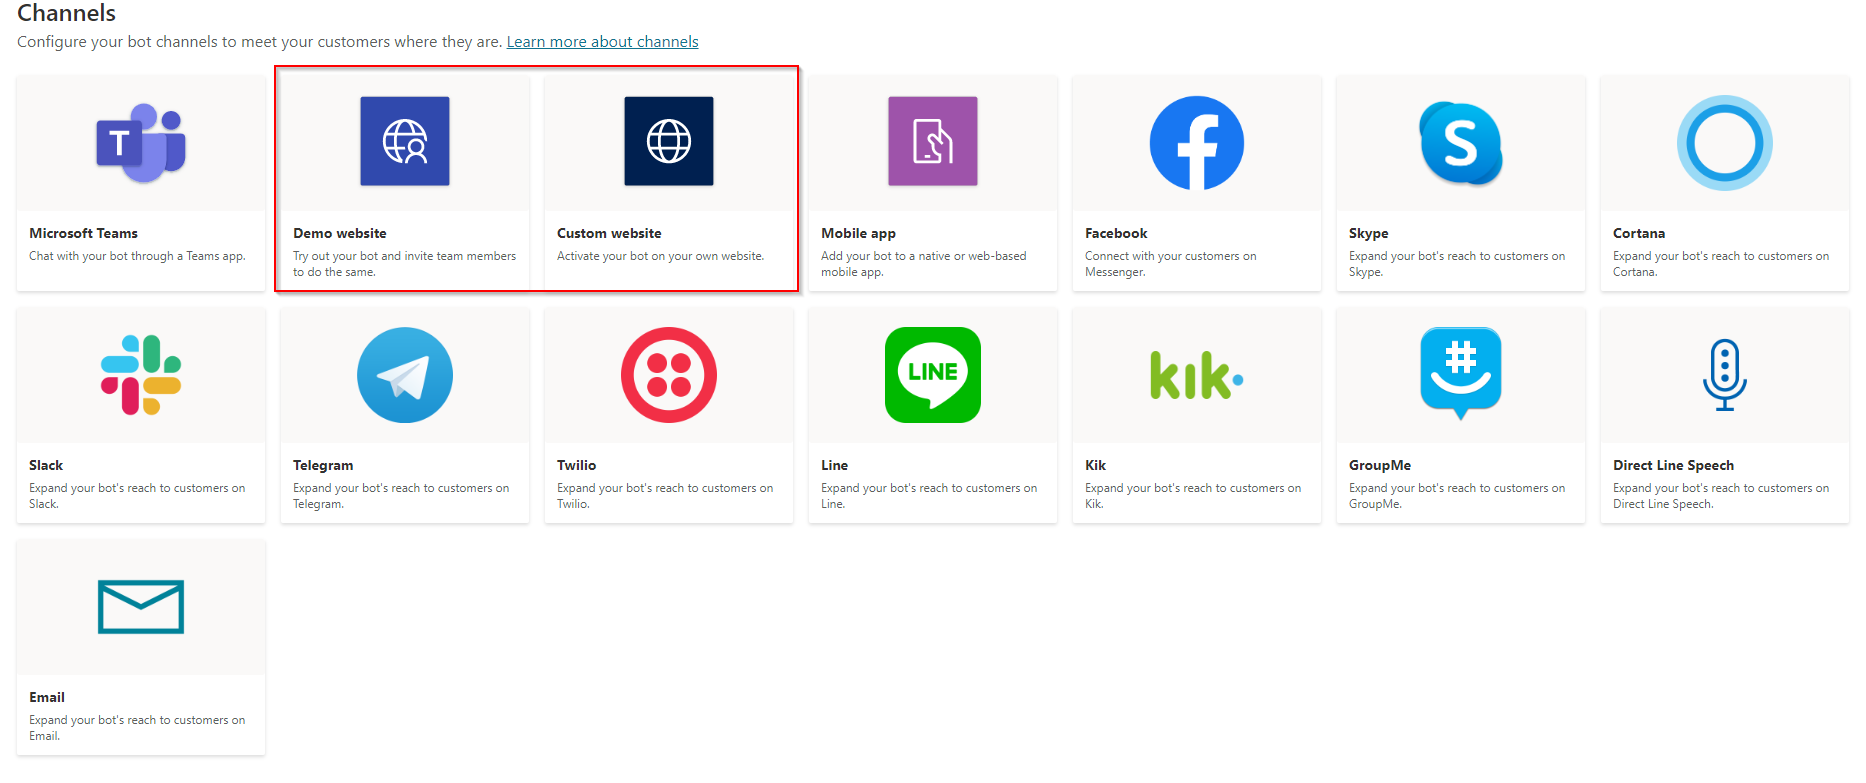 Channels
Configure your bot channels to meet your customers where they are. Learn more about channels
T
Microsoft Teams
Chat with your bot through a Teams app.
Demo website
Try out your bot and invite team members
to do the same.
Custom website
Activate your bot on your own website.
Mobile app
Add your bot to a native or web-based
mobile app.
f
Facebook
Connect with your customers on
Messenger.
S
Skype
Expand your bot's reach to customers on
Skype.
Cortana
Expand your bot's reach to customers on
Cortana.
Slack
Expand your bot's reach to customers on
Slack.
Telegram
Expand your bot's reach to customers on
Telegram.
Twilio
Expand your bot's reach to customers on
Twilio.
LINE
Line
Expand your bot's reach to customers on
Line.
kik.
Kik
Expand your bot's reach to customers on
Kik.
#
GroupMe
Expand your bot's reach to customers on
GroupMe.
Direct Line Speech
Expand your bot's reach to customers on
Direct Line Speech.
Email
Expand your bot's reach to customers on
Email.